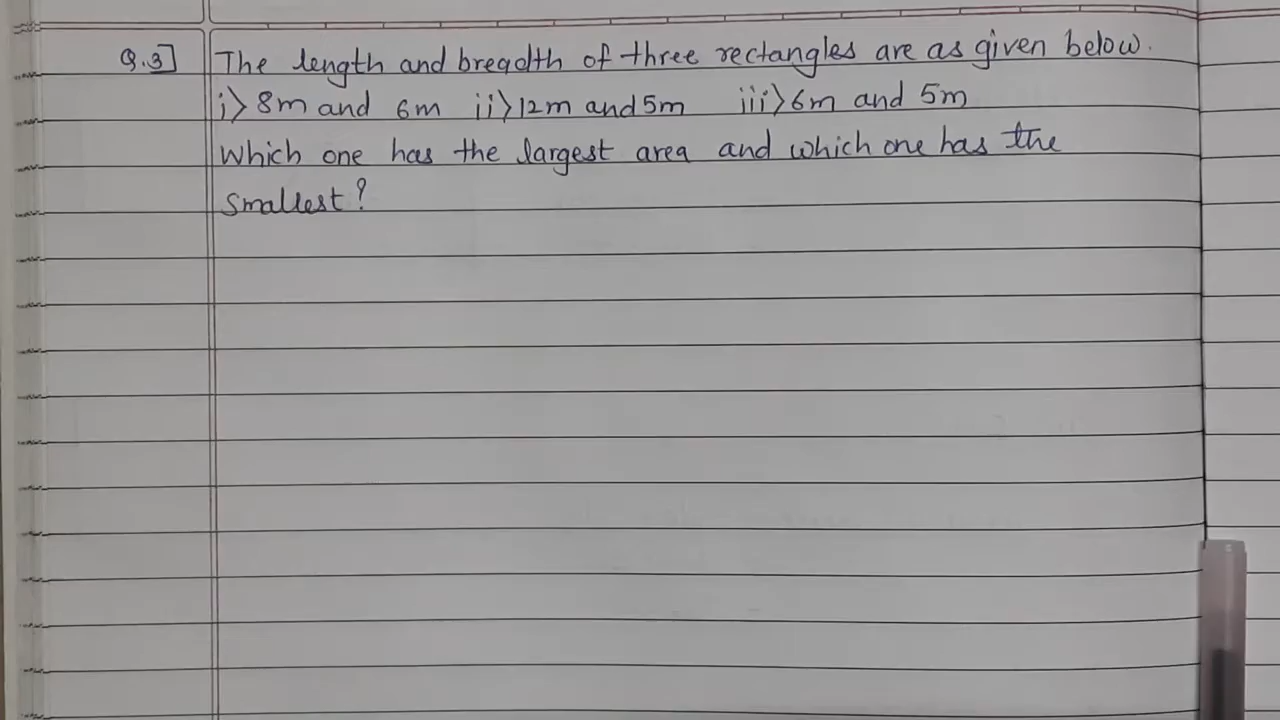 Q.3] The length and breadth of three rectangles are as given below.
i> 8m and 6m ii> 12m and 5m iii> 6m and 5m
Which one has the largest area and which one has the
smallest?